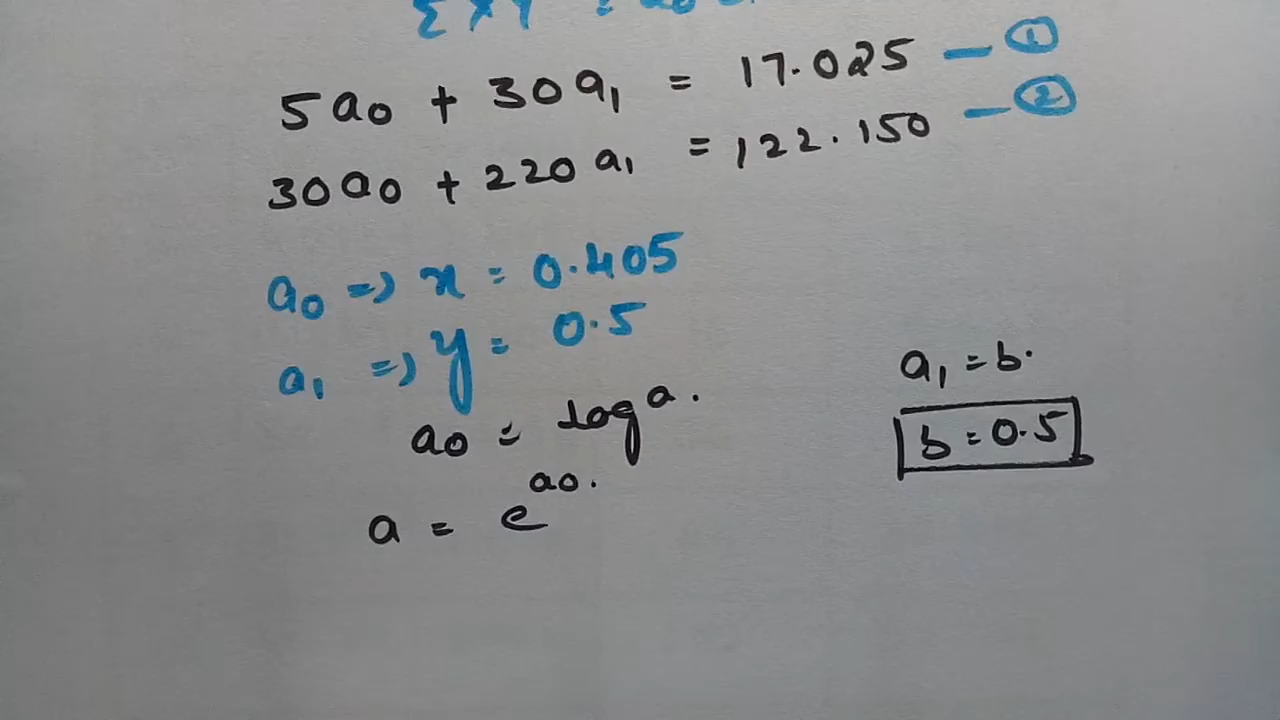 Σ XY
5a₀ + 30a₁ = 17.025 — ①
30a₀ + 220a₁ = 122.150 — ②
a₀ => x = 0.405
a₁ => y = 0.5
a₀ = log a.
a = e^a₀.
a₁ = b.
b = 0.5